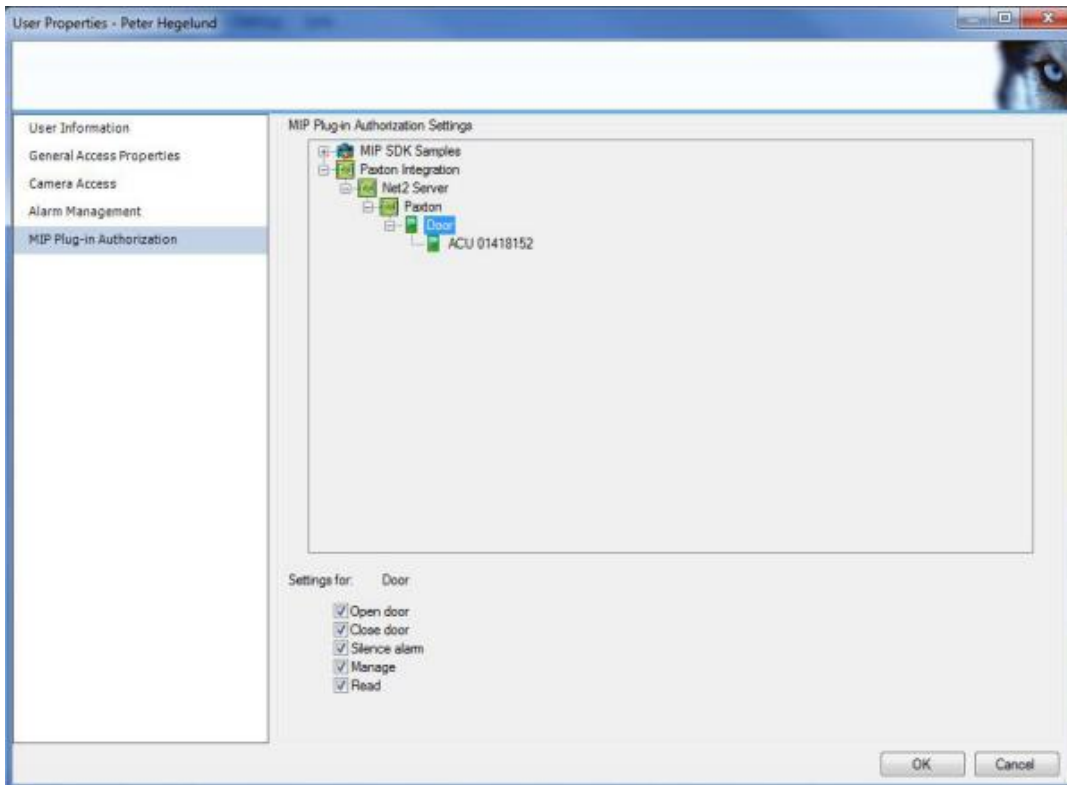 User Properties - Peter Hegelund
User Information
General Access Properties
Camera Access
Alarm Management
MIP Plug-in Authorization
MIP Plug-in Authorization Settings
MIP SDK Samples
Paxton Integration
Net2 Server
Paxton
Door
ACU 01418152
Settings for: Door
Open door
Close door
Silence alarm
Manage
Read
OK Cancel